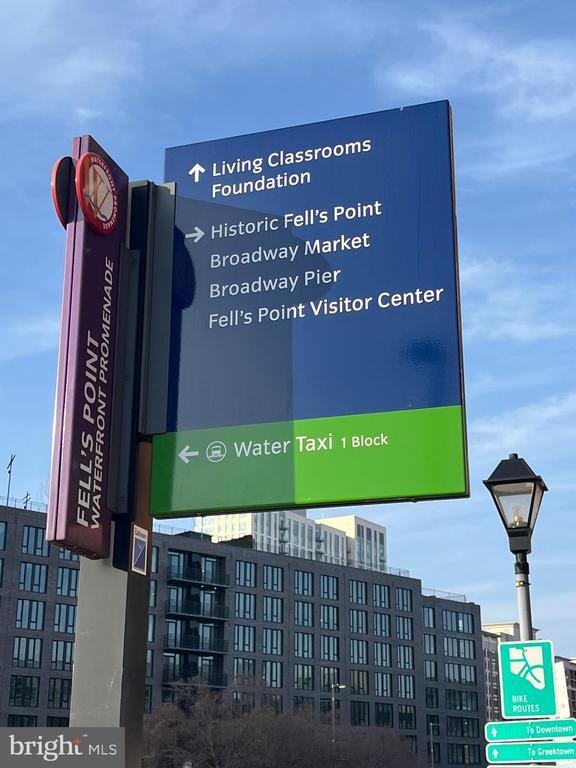 Living Classrooms
Foundation
Historic Fell's Point
Broadway Market
Broadway Pier
Fell's Point Visitor Center
Water Taxi 1 Block
FELL'S POINT
WATERFRONT PROMENADE
BIKE
ROUTES
To Downtown
To Greektown
bright MLS